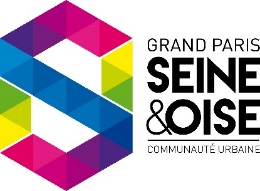 GRAND PARIS
SEINE
&OISE
COMMUNAUTÉ URBAINE